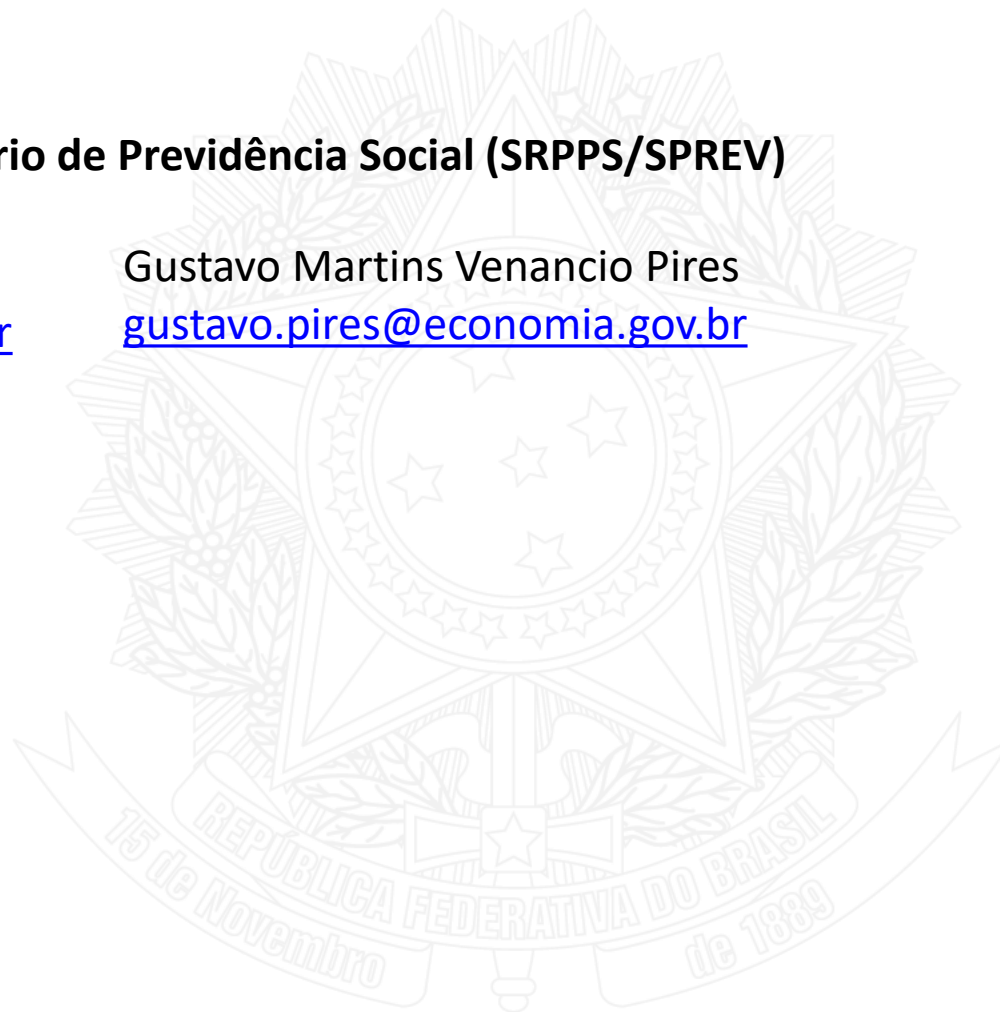 rio de Previdência Social (SRPPS/SPREV)
Gustavo Martins Venancio Pires
r gustavo.pires@economia.gov.br
REPÚBLICA FEDERATIVA DO BRASIL
15 de Novembro de 1889